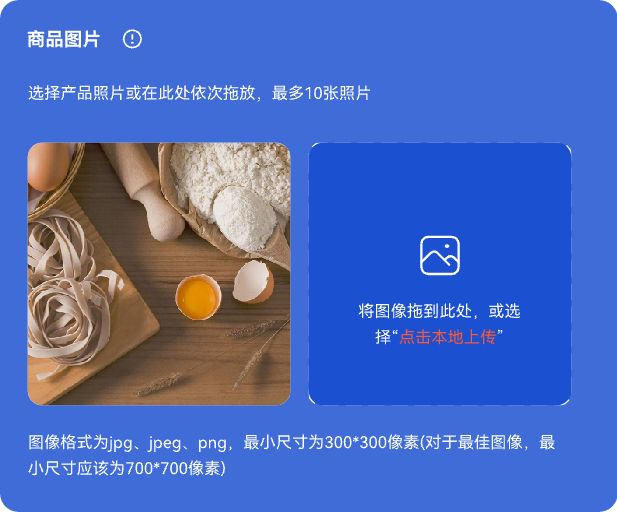 商品图片
选择产品照片或在此处依次拖放，最多10张照片
将图像拖到此处，或选
择“点击本地上传”
图像格式为jpg、jpeg、png，最小尺寸为300*300像素(对于最佳图像，最
小尺寸应该为700*700像素)